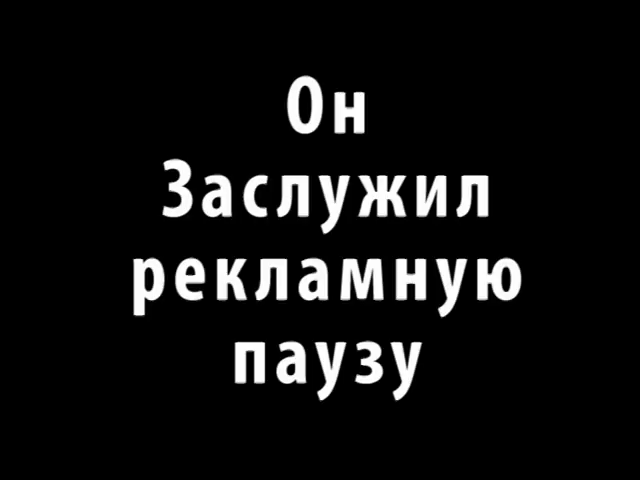 Он
Заслужил
рекламную
паузу